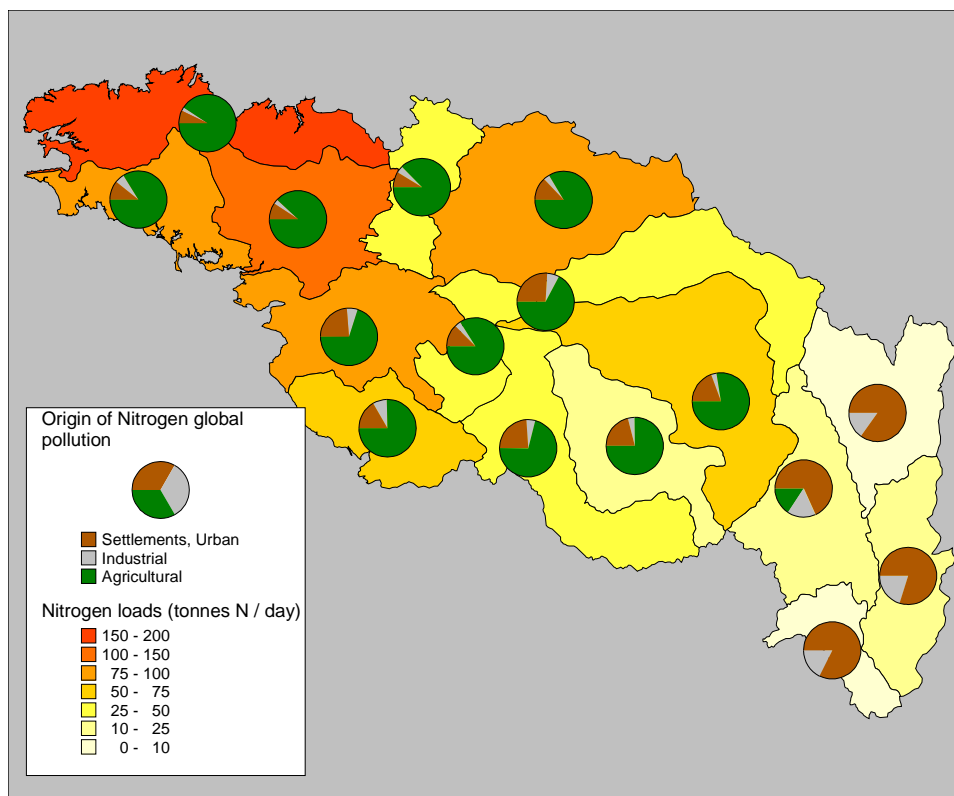 Origin of Nitrogen global
pollution
Settlements, Urban
Industrial
Agricultural
Nitrogen loads (tonnes N / day)
150 - 200
100 - 150
75 - 100
50 - 75
25 - 50
10 - 25
0 - 10